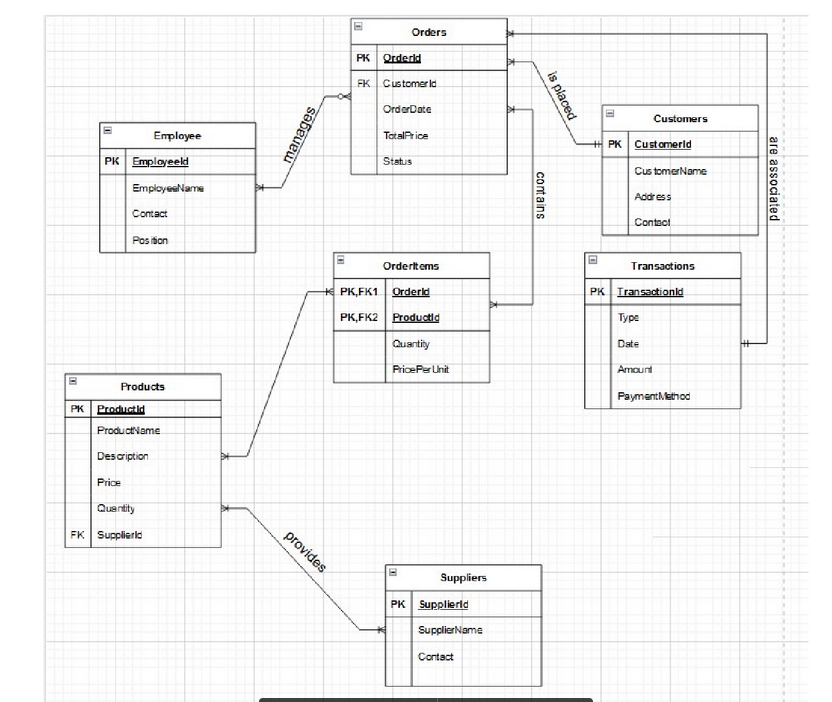 Orders
PK OrderId
FK CustomerId
OrderDate
TotalPrice
Status
manages
is placed
contains
are associated
Employee
PK EmployeeId
EmployeeName
Contact
Position
Customers
PK CustomerId
CustomerName
Address
Contact
OrderItems
PK,FK1 OrderId
PK,FK2 ProductId
Quantity
PricePerUnit
Transactions
PK TransactionId
Type
Date
Amount
PaymentMethod
Products
PK ProductId
ProductName
Description
Price
Quantity
FK SupplierId
provides
Suppliers
PK SupplierId
SupplierName
Contact